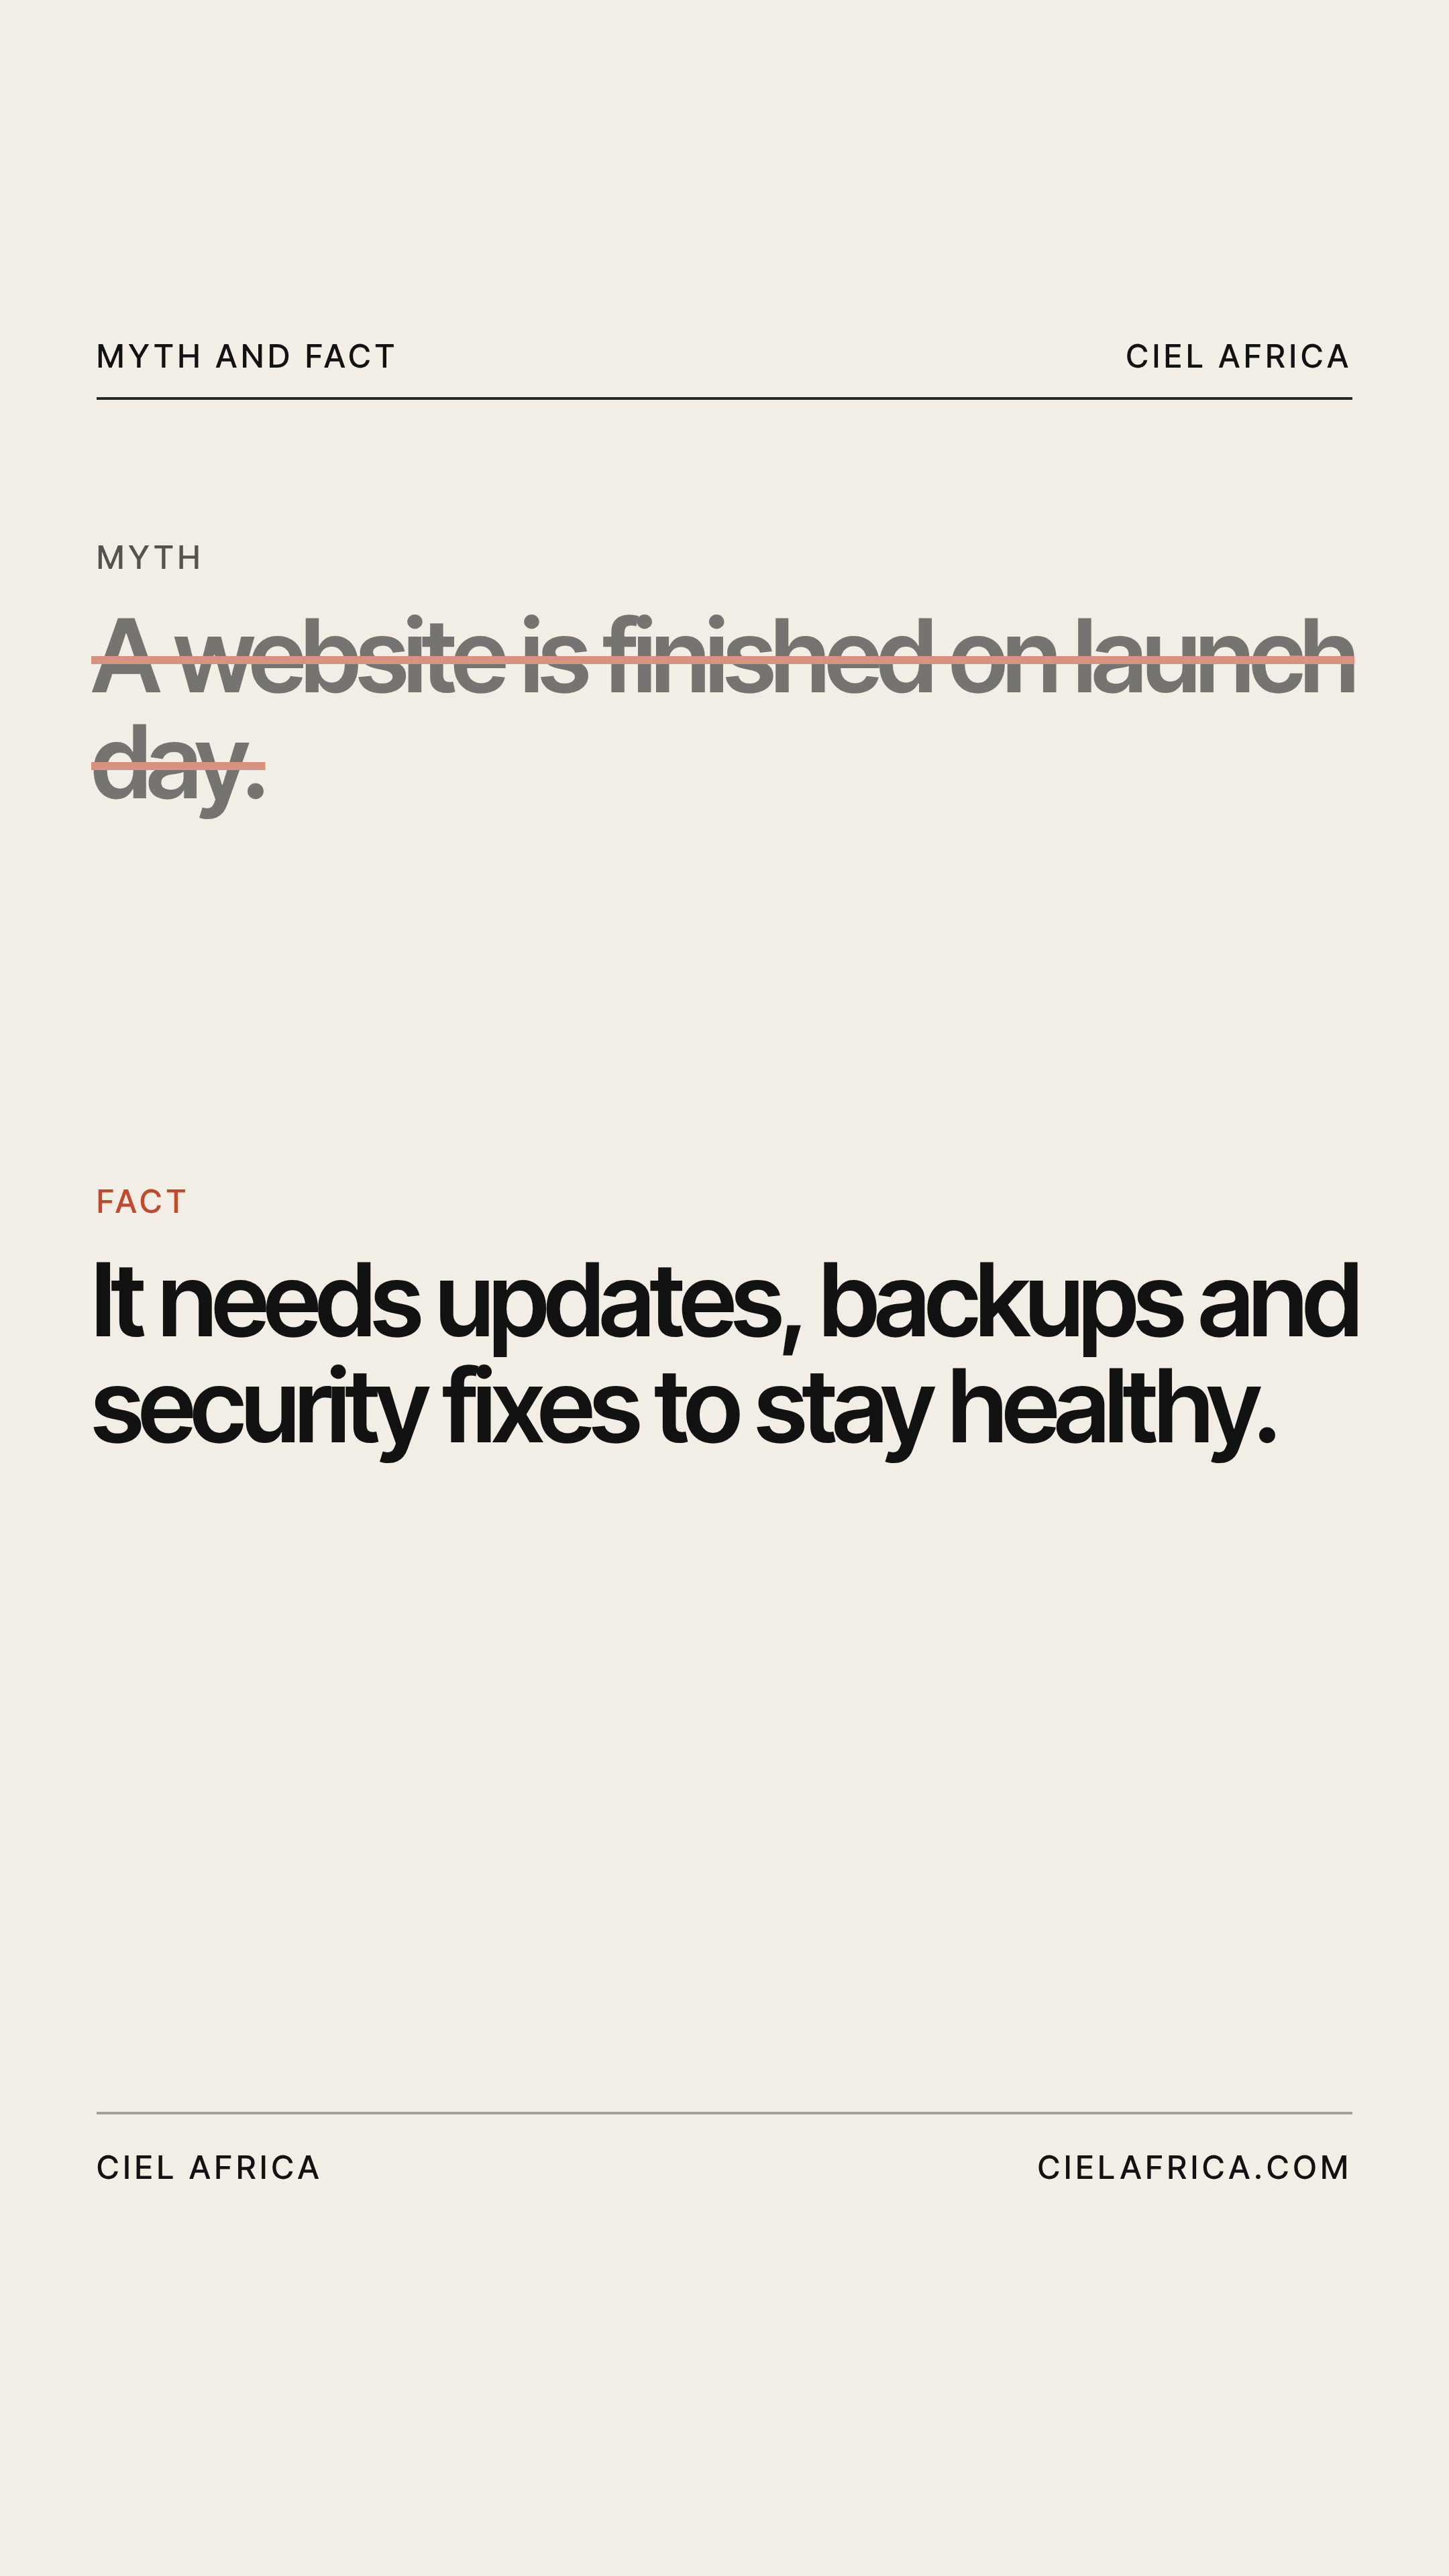 MYTH AND FACT
CIEL AFRICA
MYTH
A website is finished on launch
day.
FACT
It needs updates, backups and
security fixes to stay healthy.
CIEL AFRICA
CIELAFRICA.COM